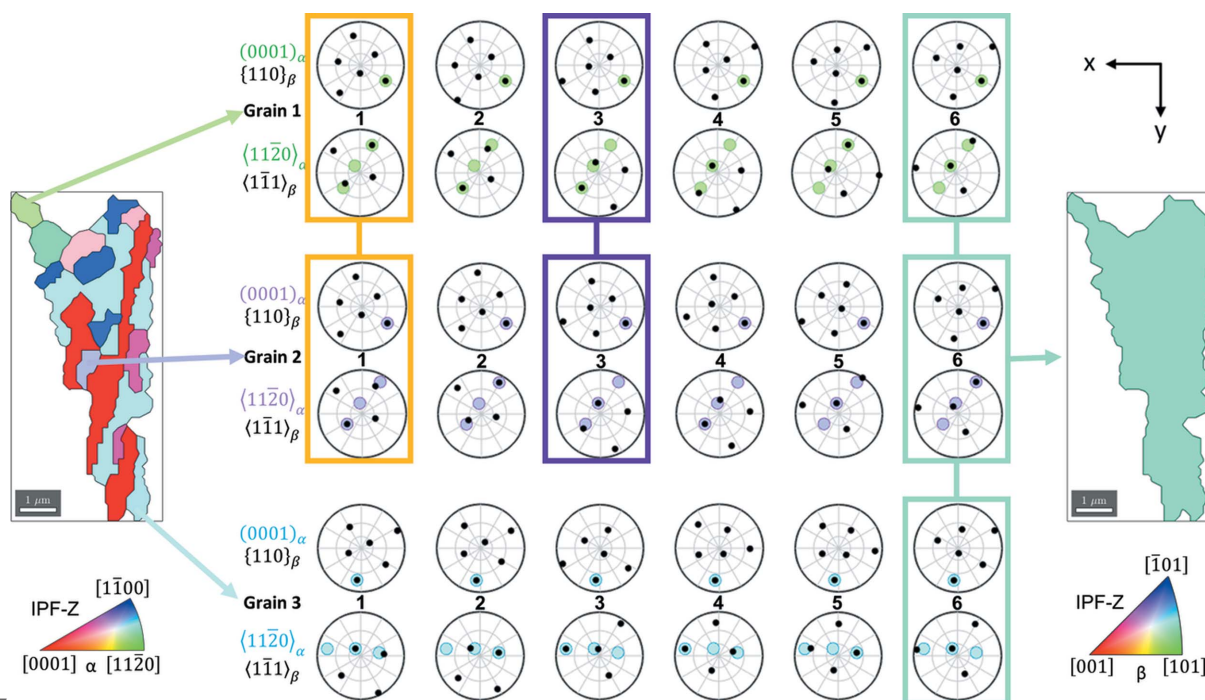 (0001)α
{110}β
Grain 1
1 2 3 4 5 6
⟨112̄0⟩α
⟨11̄1⟩β
x
y
(0001)α
{110}β
Grain 2
1 2 3 4 5 6
⟨112̄0⟩α
⟨11̄1⟩β
1 μm
1 μm
(0001)α
{110}β
Grain 3
1 2 3 4 5 6
⟨112̄0⟩α
⟨11̄1⟩β
[11̄00]
IPF-Z
[0001] α [112̄0]
[1̄01]
IPF-Z
[001] β [101]